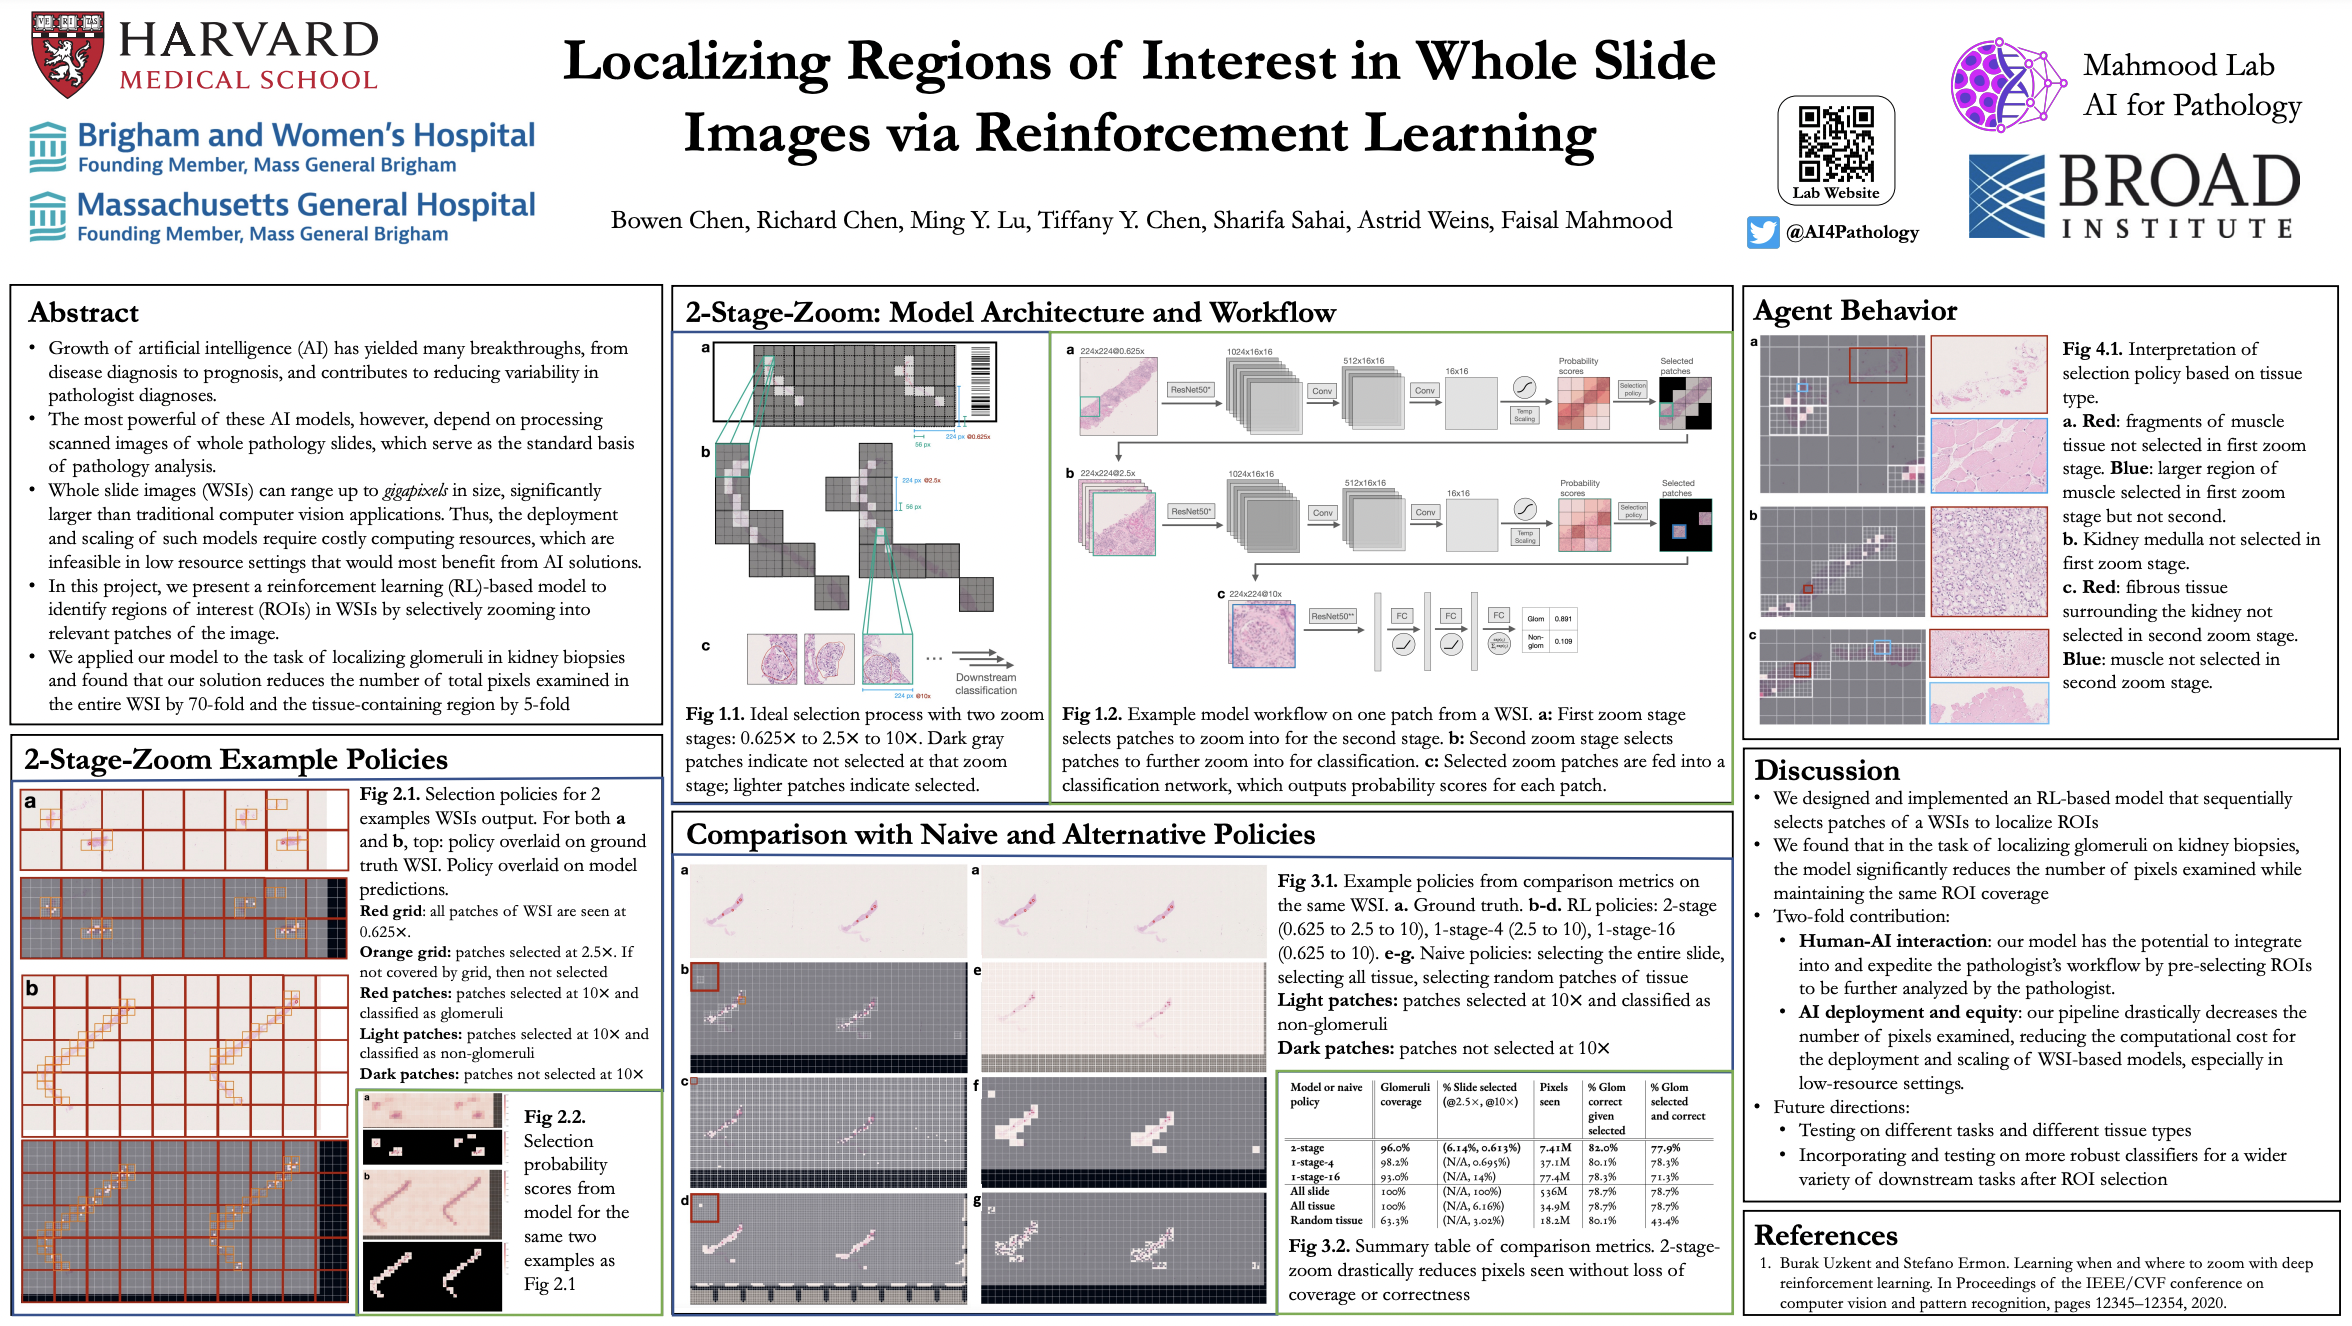 VE RI TAS
HARVARD
MEDICAL SCHOOL
Brigham and Women's Hospital
Founding Member, Mass General Brigham
Massachusetts General Hospital
Founding Member, Mass General Brigham
Localizing Regions of Interest in Whole Slide
Images via Reinforcement Learning
Bowen Chen, Richard Chen, Ming Y. Lu, Tiffany Y. Chen, Sharifa Sahai, Astrid Weins, Faisal Mahmood
Lab Website
@AI4Pathology
Mahmood Lab
AI for Pathology
BROAD
INSTITUTE
Abstract
• Growth of artificial intelligence (AI) has yielded many breakthroughs, from
disease diagnosis to prognosis, and contributes to reducing variability in
pathologist diagnoses.
• The most powerful of these AI models, however, depend on processing
scanned images of whole pathology slides, which serve as the standard basis
of pathology analysis.
• Whole slide images (WSIs) can range up to gigapixels in size, significantly
larger than traditional computer vision applications. Thus, the deployment
and scaling of such models require costly computing resources, which are
infeasible in low resource settings that would most benefit from AI solutions.
• In this project, we present a reinforcement learning (RL)-based model to
identify regions of interest (ROIs) in WSIs by selectively zooming into
relevant patches of the image.
• We applied our model to the task of localizing glomeruli in kidney biopsies
and found that our solution reduces the number of total pixels examined in
the entire WSI by 70-fold and the tissue-containing region by 5-fold
2-Stage-Zoom Example Policies
a
b
Fig 2.1. Selection policies for 2
examples WSIs output. For both a
and b, top: policy overlaid on ground
truth WSI. Policy overlaid on model
predictions.
Red grid: all patches of WSI are seen at
0.625×.
Orange grid: patches selected at 2.5×. If
not covered by grid, then not selected
Red patches: patches selected at 10× and
classified as glomeruli
Light patches: patches selected at 10× and
classified as non-glomeruli
Dark patches: patches not selected at 10×
a
b
Fig 2.2.
Selection
probability
scores from
model for the
same two
examples as
Fig 2.1
2-Stage-Zoom: Model Architecture and Workflow
a
224 px @0.625x
56 px
b
224 px @2.5x
56 px
c
...
Downstream
classification
224 px @10x
Fig 1.1. Ideal selection process with two zoom
stages: 0.625× to 2.5× to 10×. Dark gray
patches indicate not selected at that zoom
stage; lighter patches indicate selected.
a 224x224@0.625x
ResNet50*
1024x16x16
Conv
512x16x16
Conv
16x16
Temp
Scaling
Probability
scores
Selection
policy
Selected
patches
b 224x224@2.5x
ResNet50*
1024x16x16
Conv
512x16x16
Conv
16x16
Temp
Scaling
Probability
scores
Selection
policy
Selected
patches
c 224x224@10x
ResNet50**
FC
FC
FC
Glom 0.891
Non-
glom 0.109
Fig 1.2. Example model workflow on one patch from a WSI. a: First zoom stage
selects patches to zoom into for the second stage. b: Second zoom stage selects
patches to further zoom into for classification. c: Selected zoom patches are fed into a
classification network, which outputs probability scores for each patch.
Comparison with Naive and Alternative Policies
a
a
b
e
c
f
d
g
Fig 3.1. Example policies from comparison metrics on
the same WSI. a. Ground truth. b-d. RL policies: 2-stage
(0.625 to 2.5 to 10), 1-stage-4 (2.5 to 10), 1-stage-16
(0.625 to 10). e-g. Naive policies: selecting the entire slide,
selecting all tissue, selecting random patches of tissue
Light patches: patches selected at 10× and classified as
non-glomeruli
Dark patches: patches not selected at 10×
Model or naive policy | Glomeruli coverage | % Slide selected (@2.5×, @10×) | Pixels seen | % Glom correct given selected | % Glom selected and correct
2-stage 96.0% (6.14%, 0.613%) 7.41M 82.0% 77.9%
1-stage-4 98.2% (N/A, 0.695%) 37.1M 80.1% 78.3%
1-stage-16 93.0% (N/A, 14%) 77.4M 78.3% 71.3%
All slide 100% (N/A, 100%) 536M 78.7% 78.7%
All tissue 100% (N/A, 6.16%) 34.9M 78.7% 78.7%
Random tissue 63.3% (N/A, 3.02%) 18.2M 80.1% 43.4%
Fig 3.2. Summary table of comparison metrics. 2-stage-
zoom drastically reduces pixels seen without loss of
coverage or correctness
Agent Behavior
a
b
c
Fig 4.1. Interpretation of
selection policy based on tissue
type.
a. Red: fragments of muscle
tissue not selected in first zoom
stage. Blue: larger region of
muscle selected in first zoom
stage but not second.
b. Kidney medulla not selected in
first zoom stage.
c. Red: fibrous tissue
surrounding the kidney not
selected in second zoom stage.
Blue: muscle not selected in
second zoom stage.
Discussion
• We designed and implemented an RL-based model that sequentially
selects patches of a WSIs to localize ROIs
• We found that in the task of localizing glomeruli on kidney biopsies,
the model significantly reduces the number of pixels examined while
maintaining the same ROI coverage
• Two-fold contribution:
• Human-AI interaction: our model has the potential to integrate
into and expedite the pathologist's workflow by pre-selecting ROIs
to be further analyzed by the pathologist.
• AI deployment and equity: our pipeline drastically decreases the
number of pixels examined, reducing the computational cost for
the deployment and scaling of WSI-based models, especially in
low-resource settings.
• Future directions:
• Testing on different tasks and different tissue types
• Incorporating and testing on more robust classifiers for a wider
variety of downstream tasks after ROI selection
References
1. Burak Uzkent and Stefano Ermon. Learning when and where to zoom with deep
reinforcement learning. In Proceedings of the IEEE/CVF conference on
computer vision and pattern recognition, pages 12345–12354, 2020.